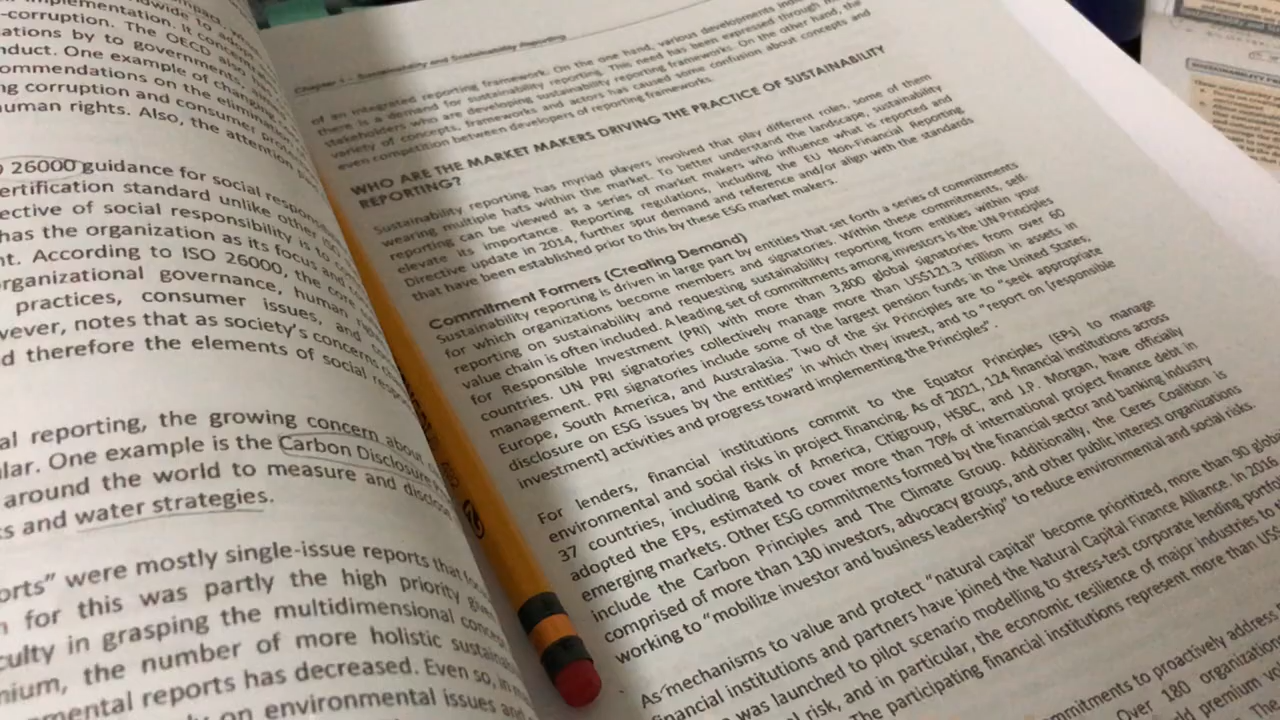 -corruption. The OECD also
ations by to governments,
nduct. One example of changing
ommendations on the elimination
ng corruption and consumer
human rights. Also, the attention
26000 guidance for social
ertification standard unlike other
ective of social responsibility is to
has the organization as its focus and
nt. According to ISO 26000, the core
rganizational governance, human
practices, consumer issues, and
wever, notes that as society's concerns
d therefore the elements of social
al reporting, the growing concern about
lar. One example is the Carbon Disclosure
around the world to measure and disclose
s and water strategies.
orts" were mostly single-issue reports that
n for this was partly the high priority
culty in grasping the multidimensional
nium, the number of more holistic
mental reports has decreased. Even so, in
on environmental issues and
Chapter 1 - Sustainability and Sustainability Reporting
of an integrated reporting framework. On the one hand, various developments
there is a demand for sustainability reporting. This need has been expressed through
stakeholders who are developing sustainability reporting frameworks. On the other hand, the
variety of concepts, frameworks and actors has caused some confusion about concepts and
even competition between developers of reporting frameworks.
WHO ARE THE MARKET MAKERS DRIVING THE PRACTICE OF SUSTAINABILITY
REPORTING?
Sustainability reporting has myriad players involved that play different roles, some of them
wearing multiple hats within the market. To better understand the landscape, sustainability
reporting can be viewed as a series of market makers who influence what is reported and
elevate its importance. Reporting regulations, including the EU Non-Financial Reporting
Directive update in 2014, further spur demand and reference and/or align with the standards
that have been established prior to this by these ESG market makers.
Commitment Formers (Creating Demand)
Sustainability reporting is driven in large part by entities that set forth a series of commitments
for which organizations become members and signatories. Within these commitments, self-
reporting on sustainability and requesting sustainability reporting from entities within your
value chain is often included. A leading set of commitments among investors is the UN Principles
for Responsible Investment (PRI) with more than 3,800 global signatories from over 60
countries. UN PRI signatories collectively manage more than US$121.3 trillion in assets in
management. PRI signatories include some of the largest pension funds in the United States,
Europe, South America, and Australasia. Two of the six Principles are to "seek appropriate
disclosure on ESG issues by the entities" in which they invest, and to "report on [responsible
investment] activities and progress toward implementing the Principles".
For lenders, financial institutions commit to the Equator Principles (EPs) to manage
environmental and social risks in project financing. As of 2021, 124 financial institutions across
37 countries, including Bank of America, Citigroup, HSBC, and J.P. Morgan, have officially
adopted the EPs, estimated to cover more than 70% of international project finance debt in
emerging markets. Other ESG commitments formed by the financial sector and banking industry
include the Carbon Principles and The Climate Group. Additionally, the Ceres Coalition is
comprised of more than 130 investors, advocacy groups, and other public interest organizations
working to "mobilize investor and business leadership" to reduce environmental and social risks.
As mechanisms to value and protect "natural capital" become prioritized, more than 90 global
financial institutions and partners have joined the Natural Capital Finance Alliance. In 2016,
was launched to pilot scenario modelling to stress-test corporate lending
l risk, and in particular, the economic resilience of major industries to
The participating financial institutions represent more than US$
mmitments to proactively address
Over 180 organizations
premium
The